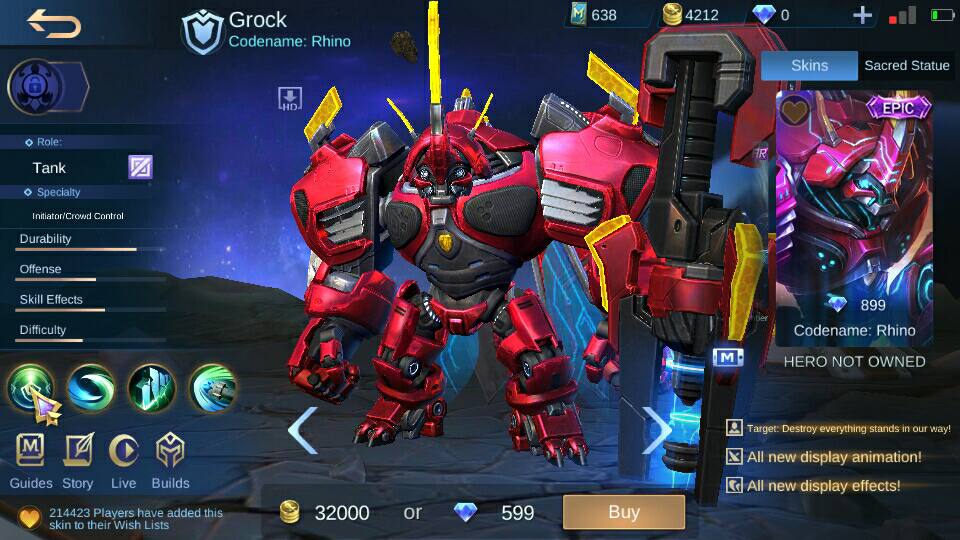 Grock
Codename: Rhino
638
4212
0
Skins
Sacred Statue
HD
EPIC
Role:
Tank
Specialty
Initiator/Crowd Control
Durability
Offense
Skill Effects
Difficulty
899
Codename: Rhino
HERO NOT OWNED
M
Target: Destroy everything stands in our way!
All new display animation!
All new display effects!
Guides
Story
Live
Builds
214423 Players have added this
skin to their Wish Lists
32000 or 599
Buy